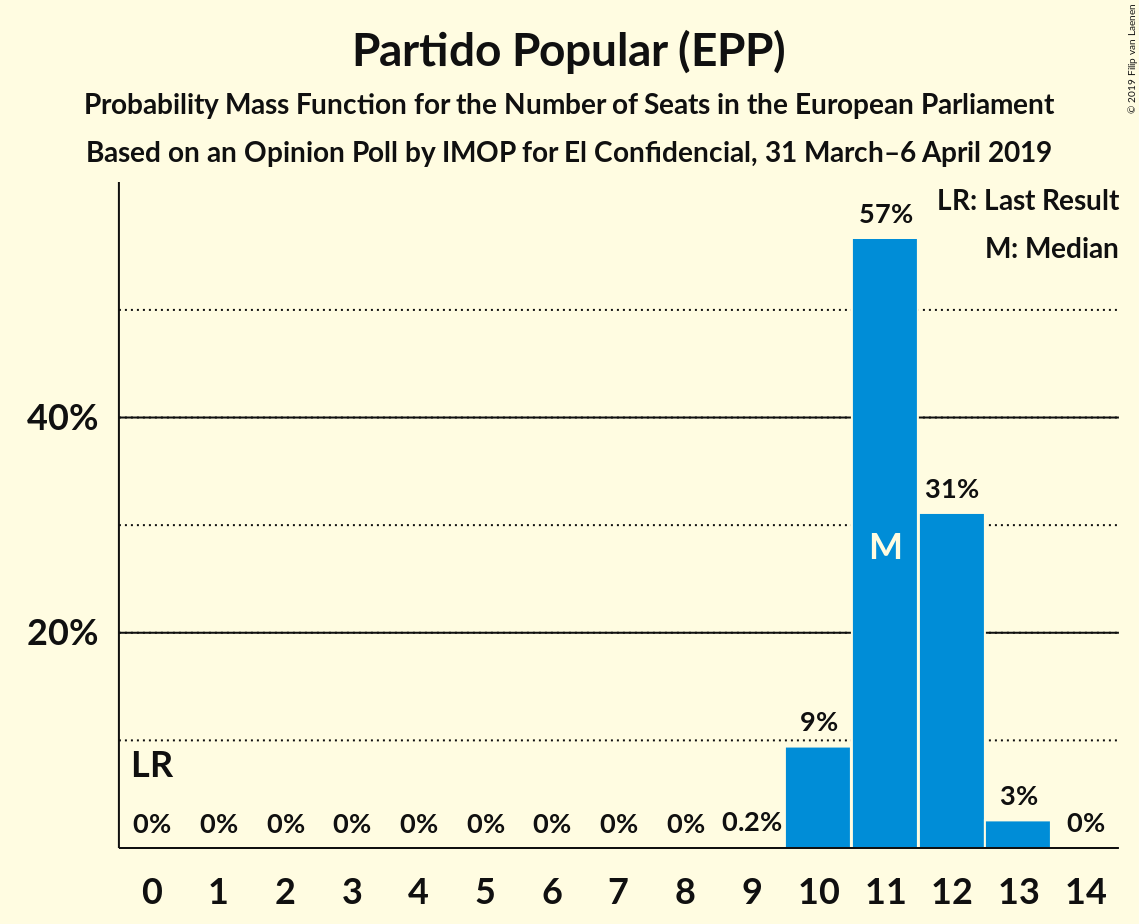 Partido Popular (EPP)
Probability Mass Function for the Number of Seats in the European Parliament
Based on an Opinion Poll by IMOP for El Confidencial, 31 March–6 April 2019
© 2019 Filip van Laenen
LR: Last Result
M: Median
57%
40%
31%
M
20%
9%
LR
3%
0% 0% 0% 0% 0% 0% 0% 0% 0% 0.2% 0%
0 1 2 3 4 5 6 7 8 9 10 11 12 13 14